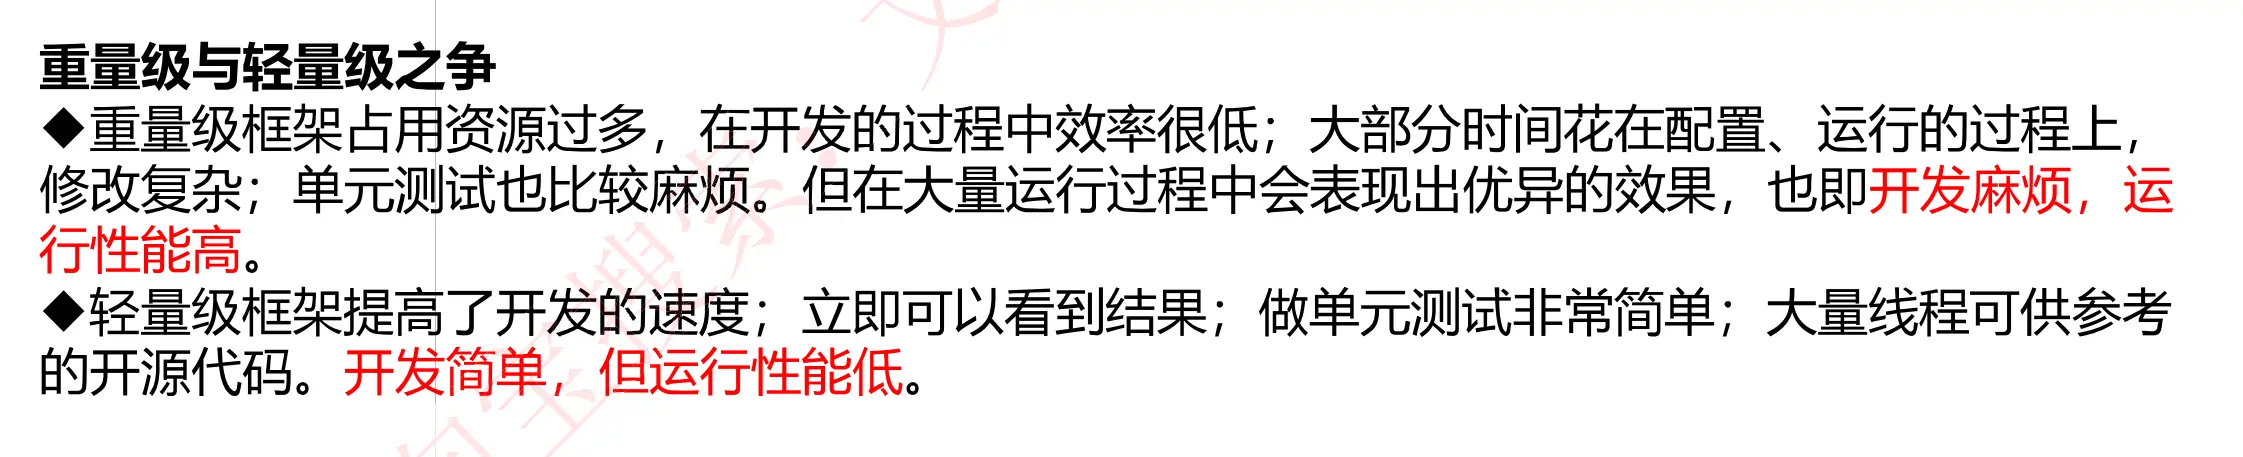 重量级与轻量级之争
◆重量级框架占用资源过多，在开发的过程中效率很低；大部分时间花在配置、运行的过程上，
修改复杂；单元测试也比较麻烦。但在大量运行过程中会表现出优异的效果，也即开发麻烦，运
行性能高。
◆轻量级框架提高了开发的速度；立即可以看到结果；做单元测试非常简单；大量线程可供参考
的开源代码。开发简单，但运行性能低。